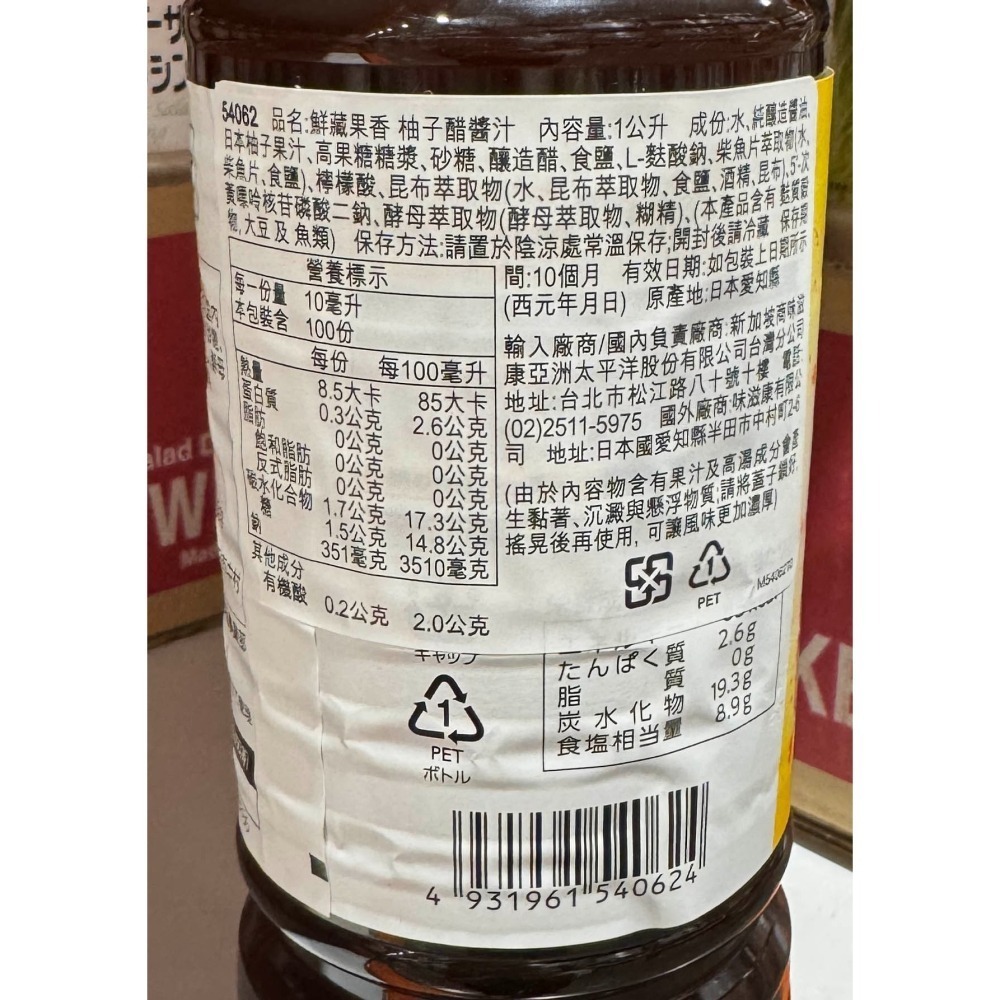 54062 品名:鮮藏果香 柚子醋醬汁 內容量:1公升 成份:水、純釀造醬油、
日本柚子果汁、高果糖糖漿、砂糖、釀造醋、食鹽、L-麩酸鈉、柴魚片萃取物(水、
柴魚片、食鹽)、檸檬酸、昆布萃取物(水、昆布萃取物、食鹽、酒精、昆布)、5'-次
黃嘌呤核苷磷酸二鈉、酵母萃取物(酵母萃取物、糊精)、(本產品含有麩質穀
物,大豆及魚類) 保存方法:請置於陰涼處常溫保存;開封後請冷藏 保存期
間:10個月 有效日期:如包裝上日期所示
(西元年月日) 原產地:日本愛知縣
營養標示
每一份量 10毫升
本包裝含 100份
每份 每100毫升
熱量 8.5大卡 85大卡
蛋白質 0.3公克 2.6公克
脂肪 0公克 0公克
飽和脂肪 0公克 0公克
反式脂肪 0公克 0公克
碳水化合物 1.7公克 17.3公克
糖 1.5公克 14.8公克
鈉 351毫克 3510毫克
其他成分
有機酸 0.2公克 2.0公克
輸入廠商/國內負責廠商:新加坡商味滋
康亞洲太平洋股份有限公司台灣分公司
地址:台北市松江路八十號十樓 電話:
(02)2511-5975 國外廠商:味滋康有限公
司 地址:日本國愛知縣半田市中村町2-6
(由於內容物含有果汁及高湯成分會產
生黏著、沉澱與懸浮物質;請將蓋子鎖好,
搖晃後再使用,可讓風味更加濃厚)
1
PET
キャップ
1
PET
ボトル
たんぱく質 2.6g
脂質 0g
炭水化物 19.3g
食塩相当量 8.9g
4 931961 540624